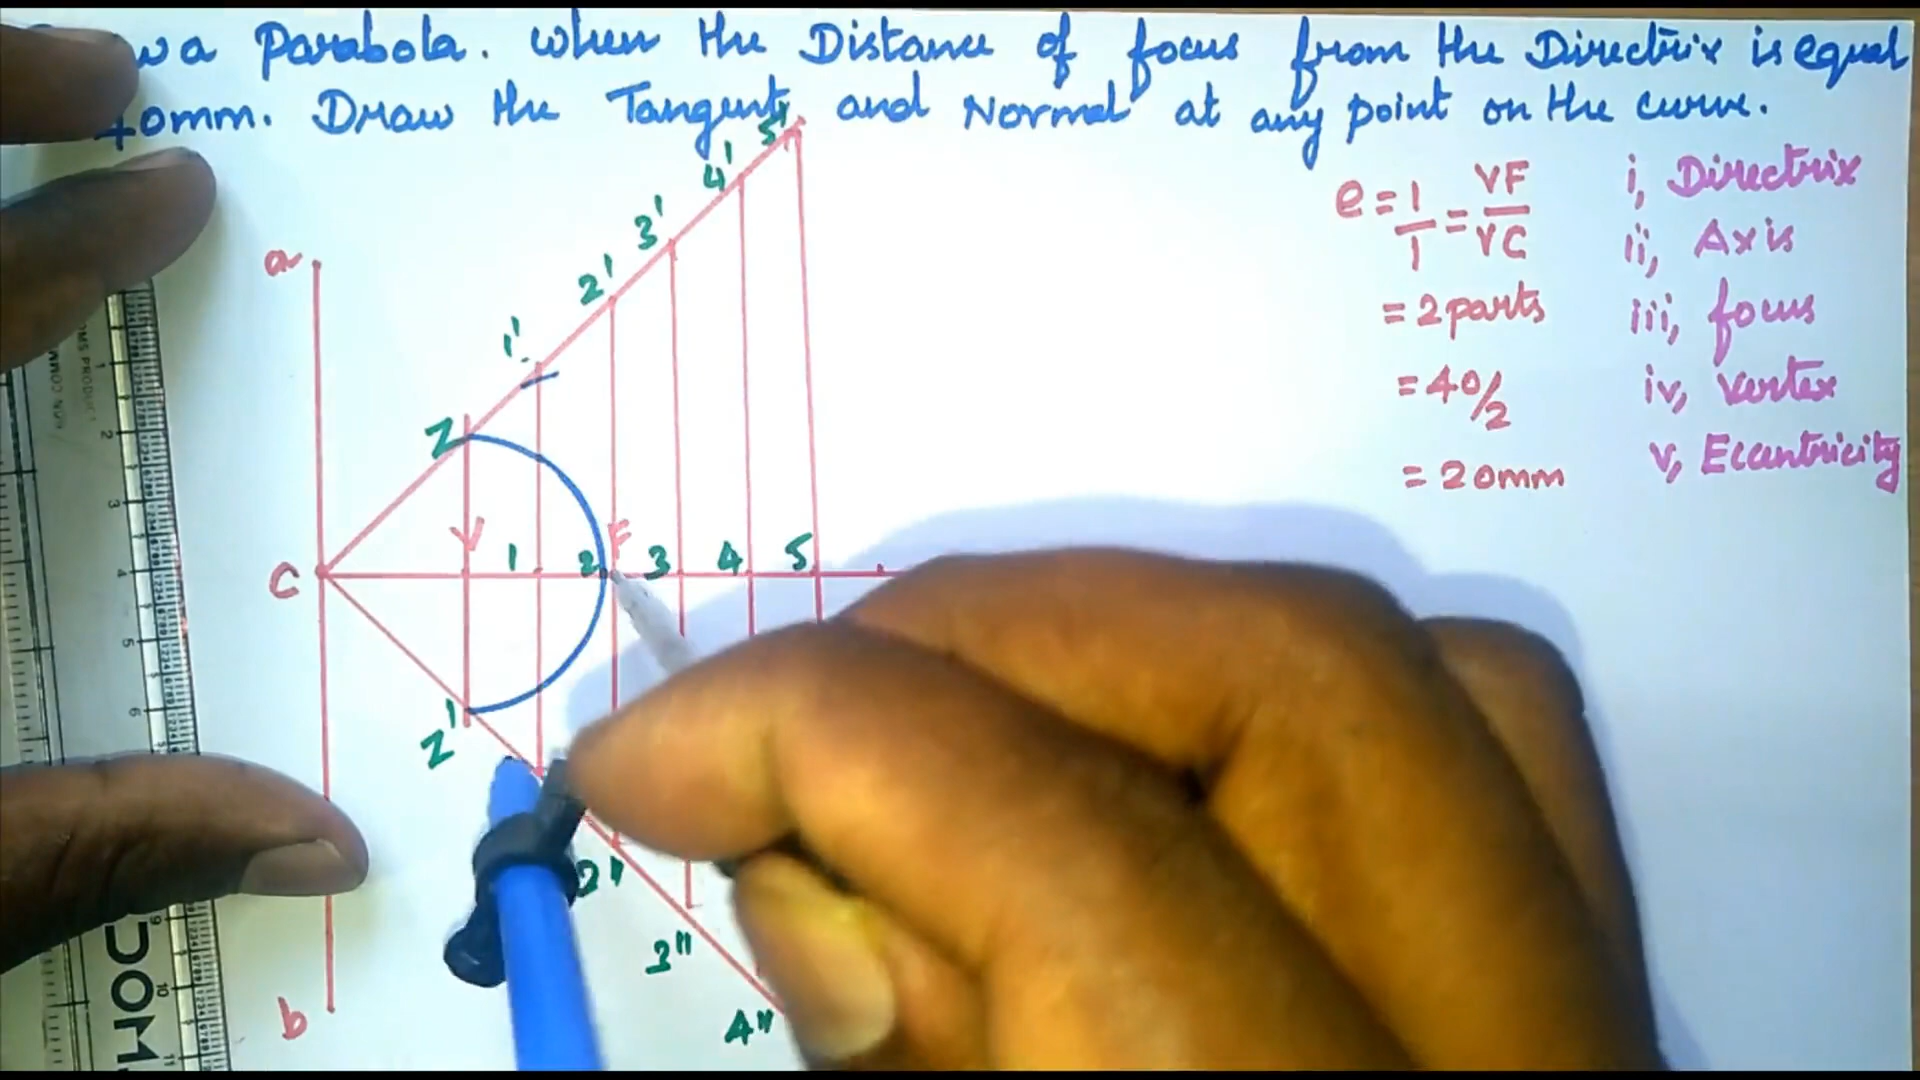 wa Parabola. When the Distance of focus from the Directrix is equal
40mm. Draw the Tangent and Normal at any point on the curve.
e = 1/1 = VF/VC
= 2 parts
= 40/2
= 20mm
i, Directrix
ii, Axis
iii, focus
iv, Vertex
v, Eccentricity
5'
4'
3'
2'
1'
a
Z
V
F
C
1
2
3
4
5
Z'
2"
3"
4"
b
DOM